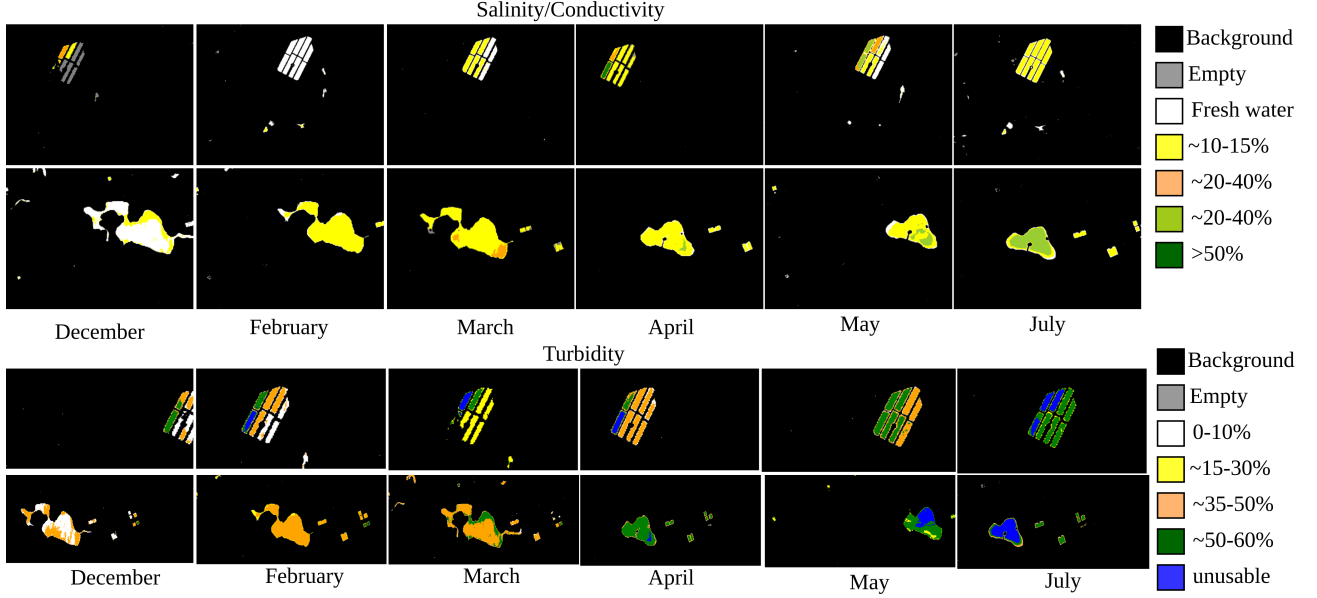 Salinity/Conductivity
Background
Empty
Fresh water
~10-15%
~20-40%
~20-40%
>50%
December
February
March
April
May
July
Turbidity
Background
Empty
0-10%
~15-30%
~35-50%
~50-60%
unusable
December
February
March
April
May
July